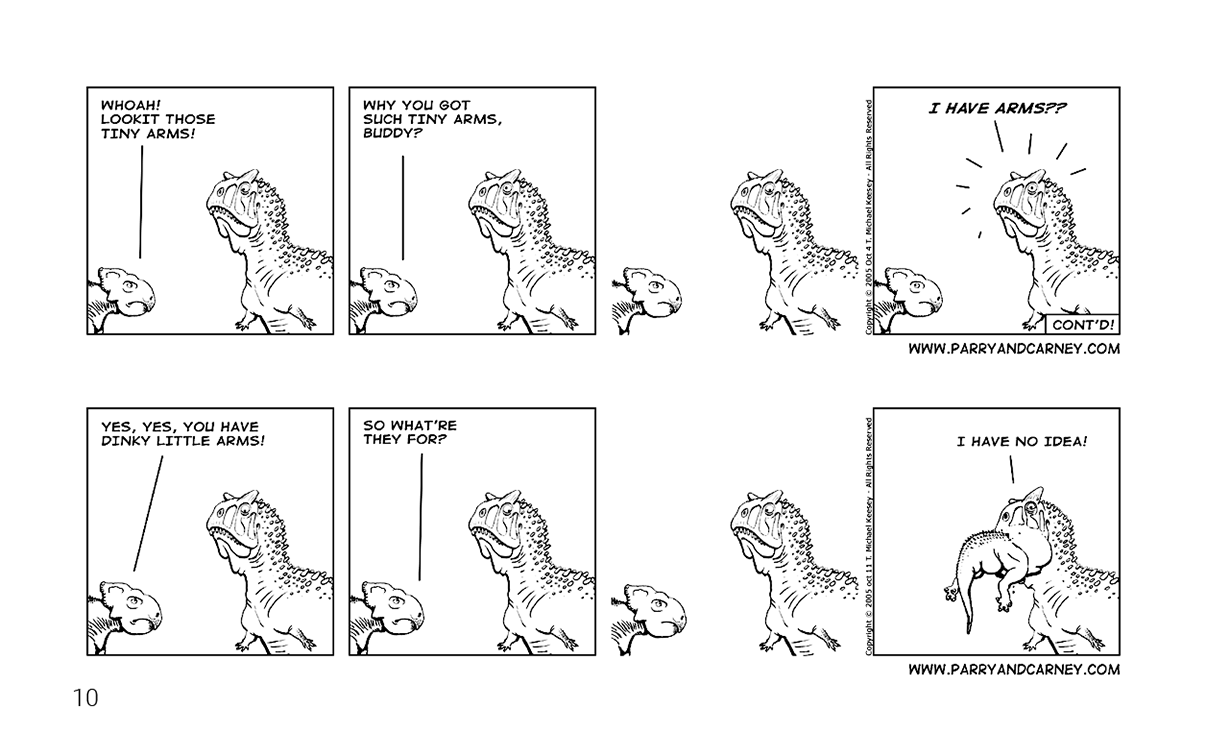 WHOAH!
LOOKIT THOSE
TINY ARMS!
WHY YOU GOT
SUCH TINY ARMS,
BUDDY?
Copyright © 2005 Oct 4 T. Michael Keesey - All Rights Reserved
I HAVE ARMS??
CONT'D!
WWW.PARRYANDCARNEY.COM
YES, YES, YOU HAVE
DINKY LITTLE ARMS!
SO WHAT'RE
THEY FOR?
Copyright © 2005 oct 11 T. Michael Keesey - All Rights Reserved
I HAVE NO IDEA!
WWW.PARRYANDCARNEY.COM
10